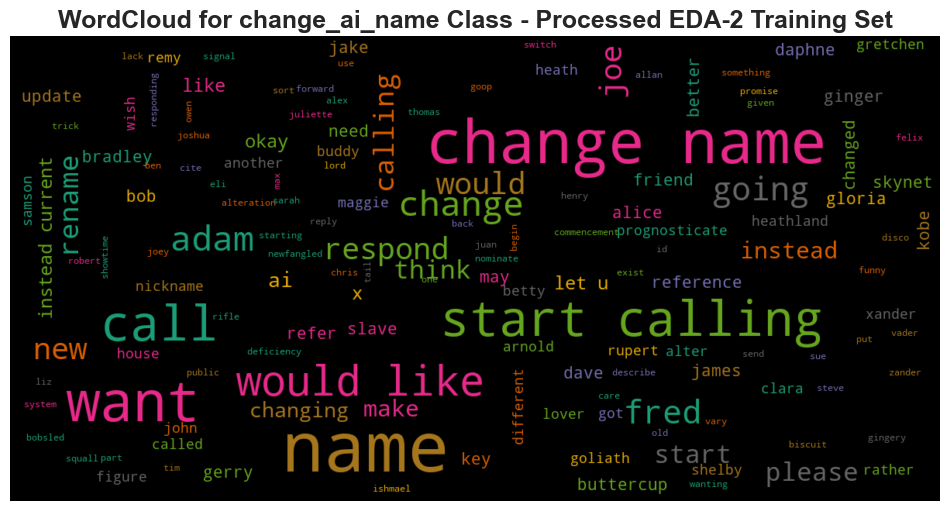 WordCloud for change_ai_name Class - Processed EDA-2 Training Set
lack
remy
signal
jake
use
switch
joe
daphne
gretchen
update
wish
responding
owen
like
sort
forward
calling
heath
allan
better
something
goop
promise
given
ginger
changed
felix
trick
joshua
juliette
alex
thomas
need
okay
buddy
lord
change name
bradley
ben
cite
another
samson
instead current
rename
bob
eli
max
alteration
sarah
maggie
would
change
friend
going
skynet
gloria
henry
alice
heathland
kobe
adam
starting
reply
back
begin
commencement
prognosticate
showtime
joey
newfangled
respond
juan
nominate
id
instead
disco
robert
chris
tail
think
one
may
exist
funny
ai
x
let u
reference
nickname
betty
call
rifle
start calling
xander
refer
slave
arnold
rupert
alter
put
vader
new
house
deficiency
send
sue
liz
public
would like
dave
describe
james
zander
system
want
changing
make
different
lover
care
got
fred
clara
steve
john
vary
bobsled
called
name
old
biscuit
gingery
squall
part
tim
gerry
key
goliath
start
shelby
please
rather
figure
ishmael
buttercup
wanting